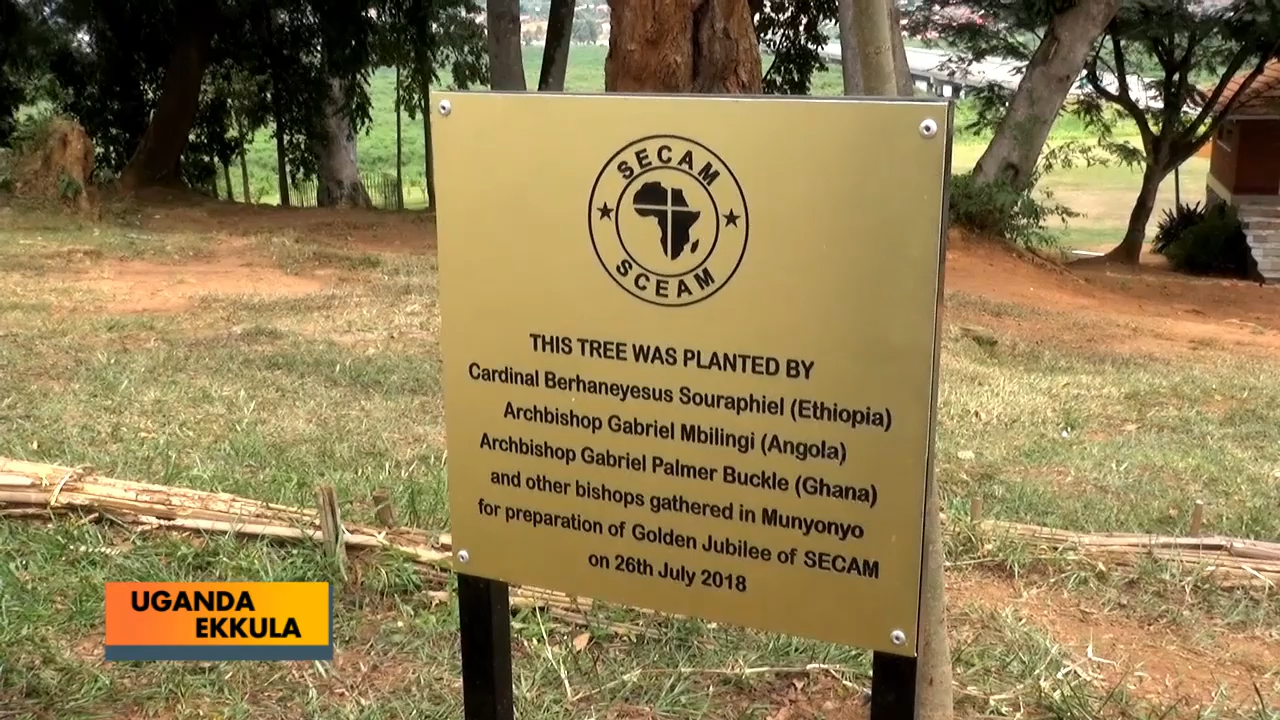 SECAM
SCEAM
THIS TREE WAS PLANTED BY
Cardinal Berhaneyesus Souraphiel (Ethiopia)
Archbishop Gabriel Mbilingi (Angola)
Archbishop Gabriel Palmer Buckle (Ghana)
and other bishops gathered in Munyonyo
for preparation of Golden Jubilee of SECAM
on 26th July 2018
UGANDA
EKKULA